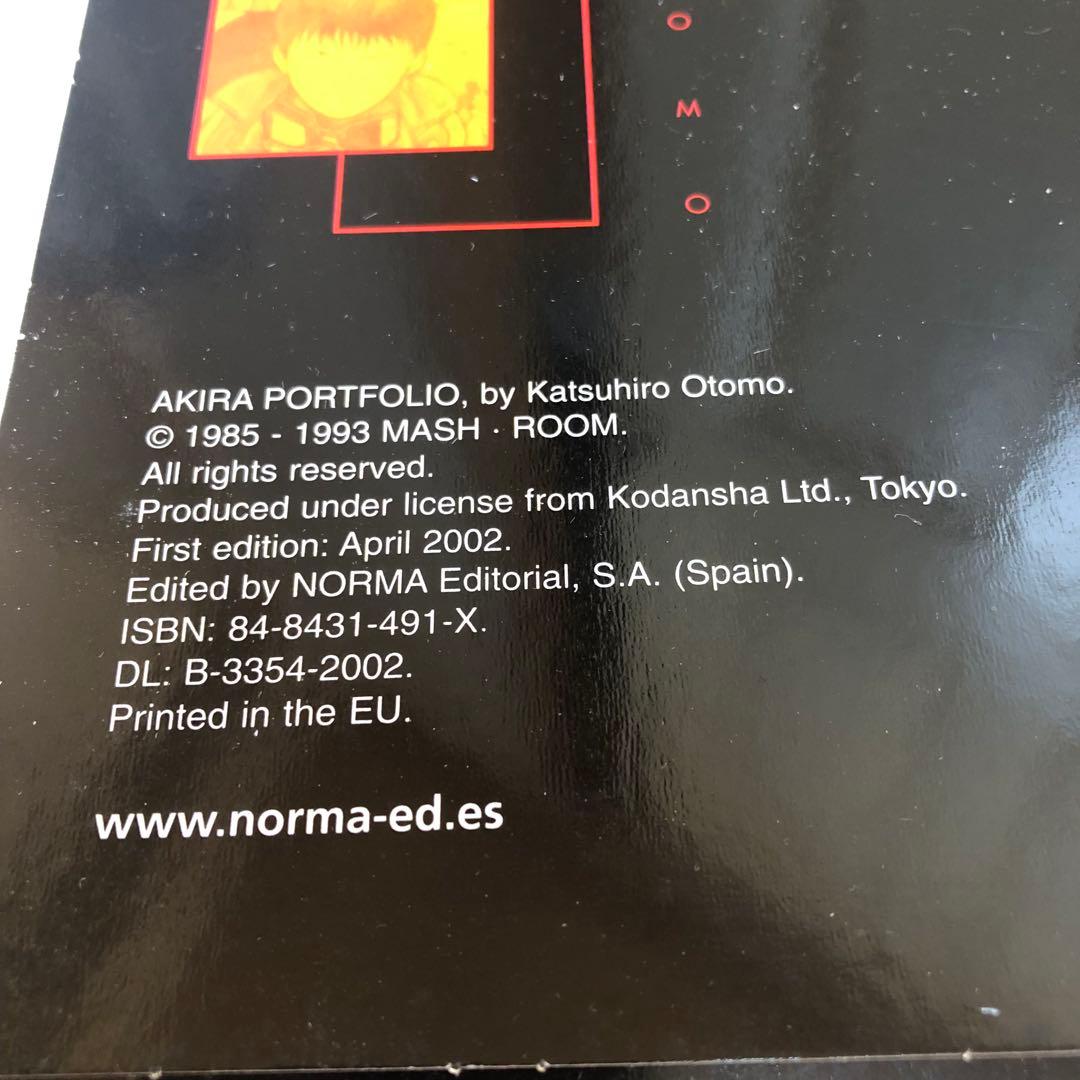 O
M
O
AKIRA PORTFOLIO, by Katsuhiro Otomo.
© 1985 - 1993 MASH · ROOM.
All rights reserved.
Produced under license from Kodansha Ltd., Tokyo.
First edition: April 2002.
Edited by NORMA Editorial, S.A. (Spain).
ISBN: 84-8431-491-X.
DL: B-3354-2002.
Printed in the EU.
www.norma-ed.es